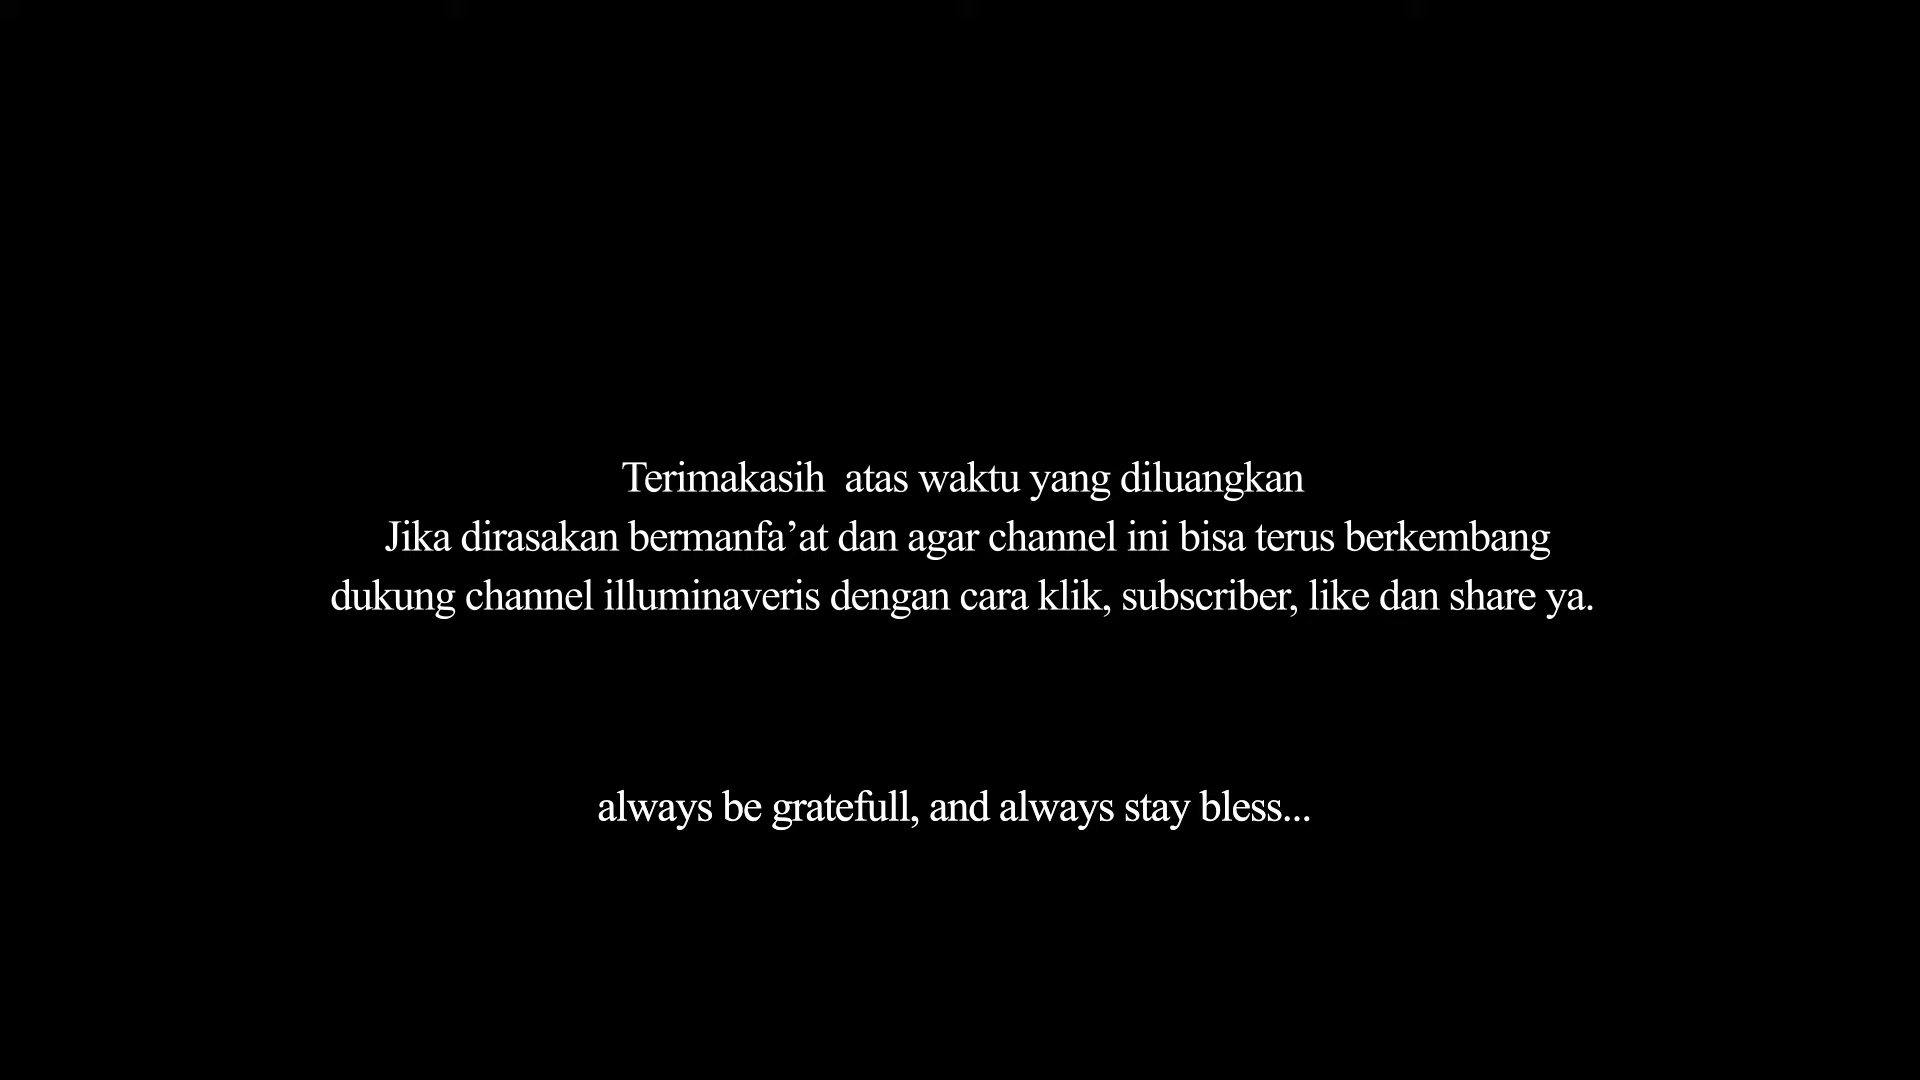 Terimakasih  atas waktu yang diluangkan
Jika dirasakan bermanfa’at dan agar channel ini bisa terus berkembang
dukung channel illuminaveris dengan cara klik, subscriber, like dan share ya.
always be gratefull, and always stay bless...